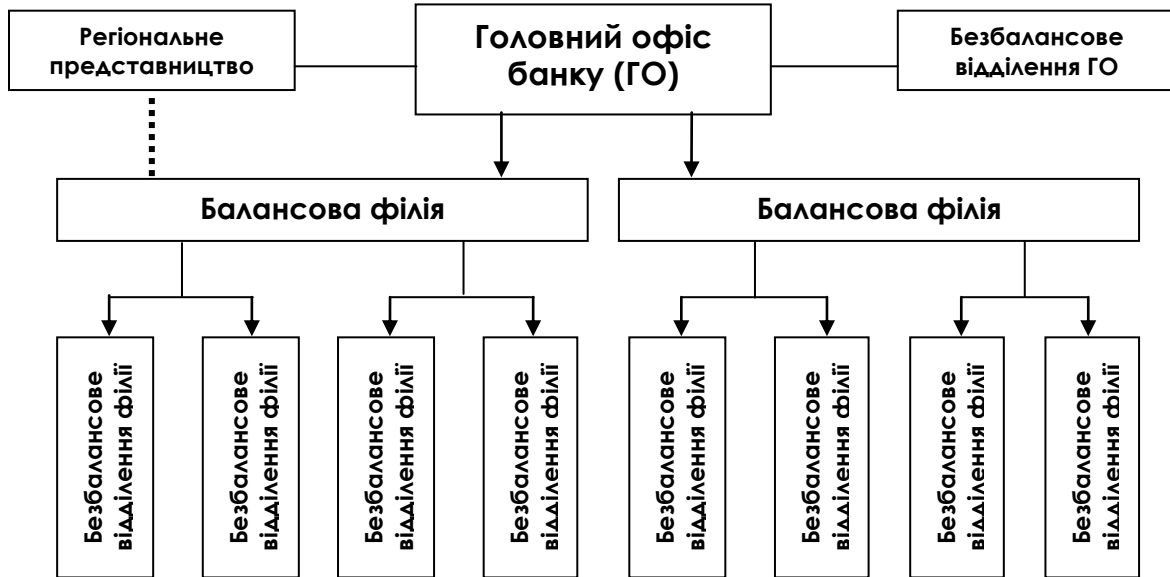 Регіональне
представництво
Головний офіс
банку (ГО)
Безбалансове
відділення ГО
Балансова філія
Балансова філія
Безбалансове
відділення філії
Безбалансове
відділення філії
Безбалансове
відділення філії
Безбалансове
відділення філії
Безбалансове
відділення філії
Безбалансове
відділення філії
Безбалансове
відділення філії
Безбалансове
відділення філії